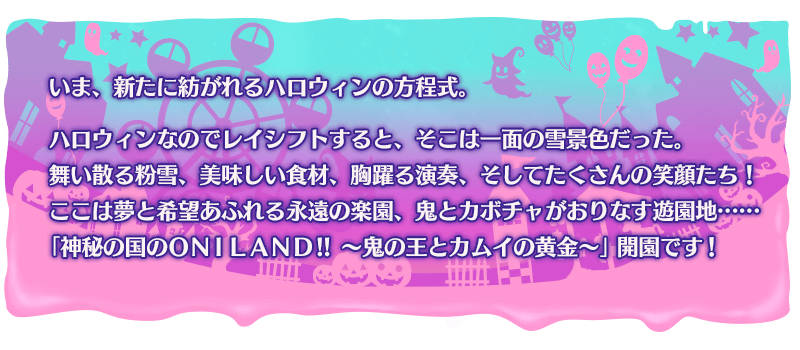 いま、新たに紡がれるハロウィンの方程式。
ハロウィンなのでレイシフトすると、そこは一面の雪景色だった。
舞い散る粉雪、美味しい食材、胸躍る演奏、そしてたくさんの笑顔たち！
ここは夢と希望あふれる永遠の楽園、鬼とカボチャがおりなす遊園地……
「神秘の国のＯＮＩＬＡＮＤ!! ～鬼の王とカムイの黄金～」開園です！